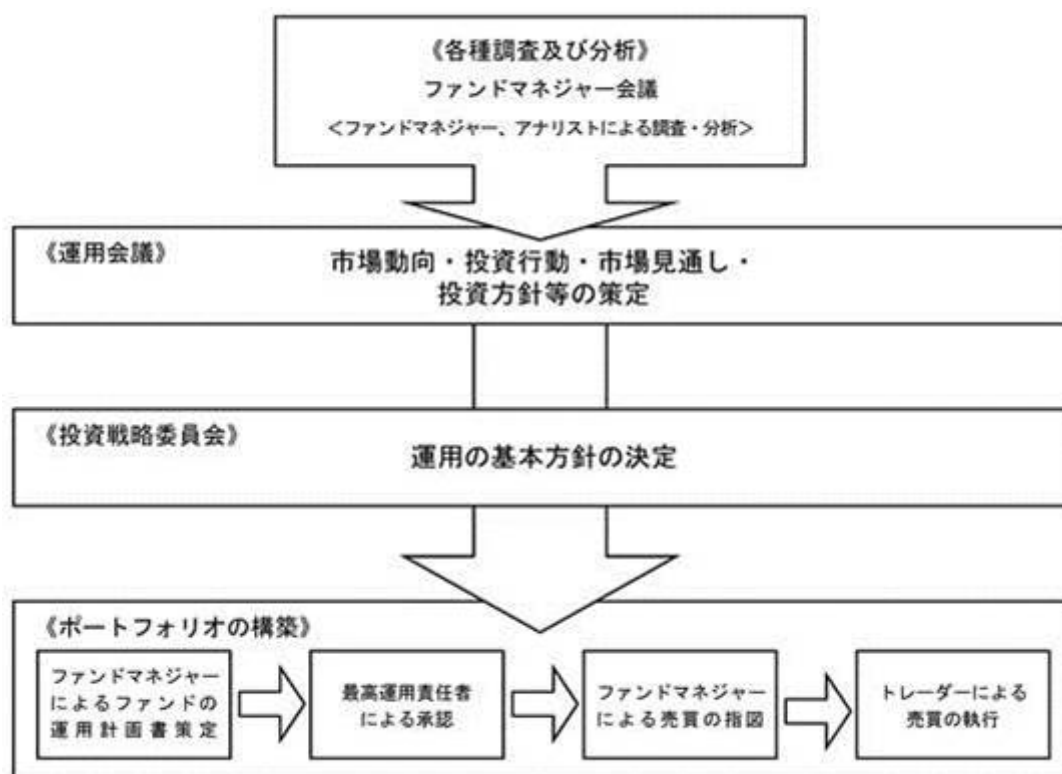 《各種調査及び分析》
ファンドマネジャー会議
＜ファンドマネジャー、アナリストによる調査・分析＞
《運用会議》
市場動向・投資行動・市場見通し・
投資方針等の策定
《投資戦略委員会》
運用の基本方針の決定
《ポートフォリオの構築》
ファンドマネジャー
によるファンドの
運用計画書策定
最高運用責任者
による承認
ファンドマネジャー
による売買の指図
トレーダーによる
売買の執行